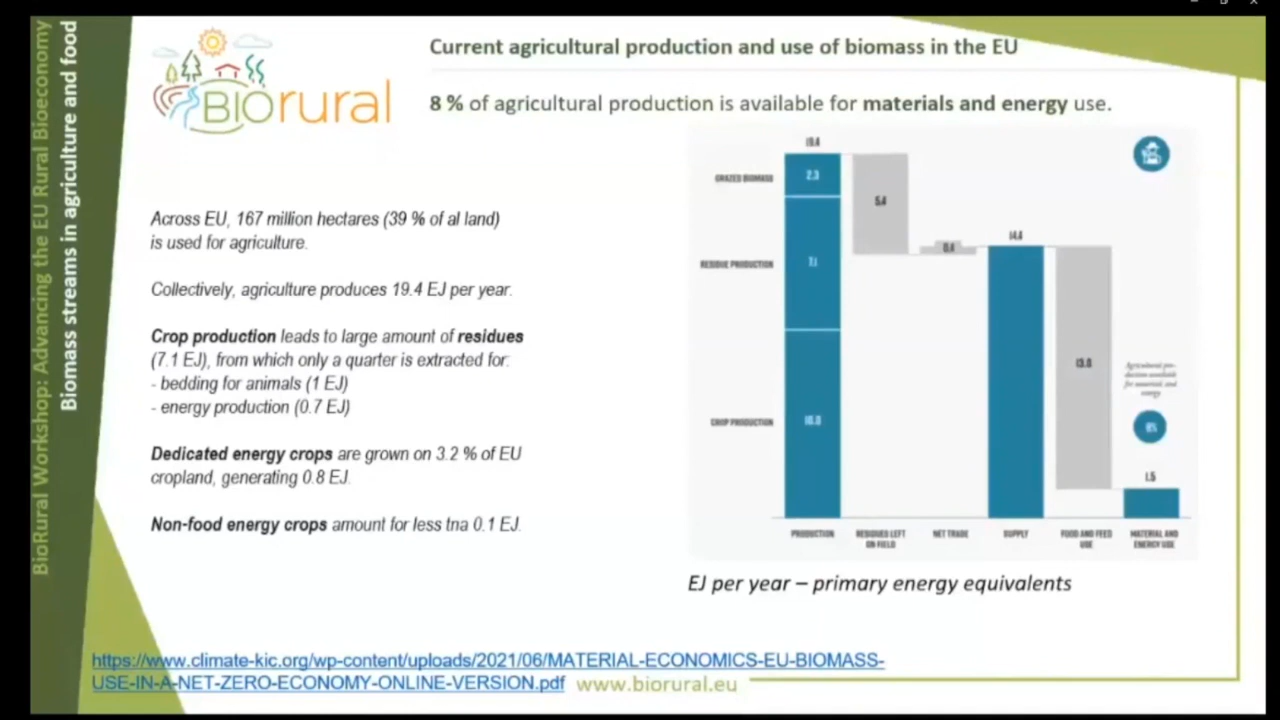 BioRural Workshop: Advancing the EU Rural Bioeconomy
Biomass streams in agriculture and food
BIOrural
Current agricultural production and use of biomass in the EU
8 % of agricultural production is available for materials and energy use.
Across EU, 167 million hectares (39 % of al land)
is used for agriculture.
Collectively, agriculture produces 19.4 EJ per year.
Crop production leads to large amount of residues
(7.1 EJ), from which only a quarter is extracted for:
- bedding for animals (1 EJ)
- energy production (0.7 EJ)
Dedicated energy crops are grown on 3.2 % of EU
cropland, generating 0.8 EJ.
Non-food energy crops amount for less tna 0.1 EJ.
19.4
GRAZED BIOMASS
2.3
5.4
RESIDUE PRODUCTION
7.1
14.4
CROP PRODUCTION
10.0
Agricultural pro-
duction available
for material and
energy
8%
1.5
PRODUCTION
RESIDUES LEFT
ON FIELD
NET TRADE
SUPPLY
FOOD AND FEED
USE
MATERIAL AND
ENERGY USE
EJ per year – primary energy equivalents
https://www.climate-kic.org/wp-content/uploads/2021/06/MATERIAL-ECONOMICS-EU-BIOMASS-
USE-IN-A-NET-ZERO-ECONOMY-ONLINE-VERSION.pdf
www.biorural.eu